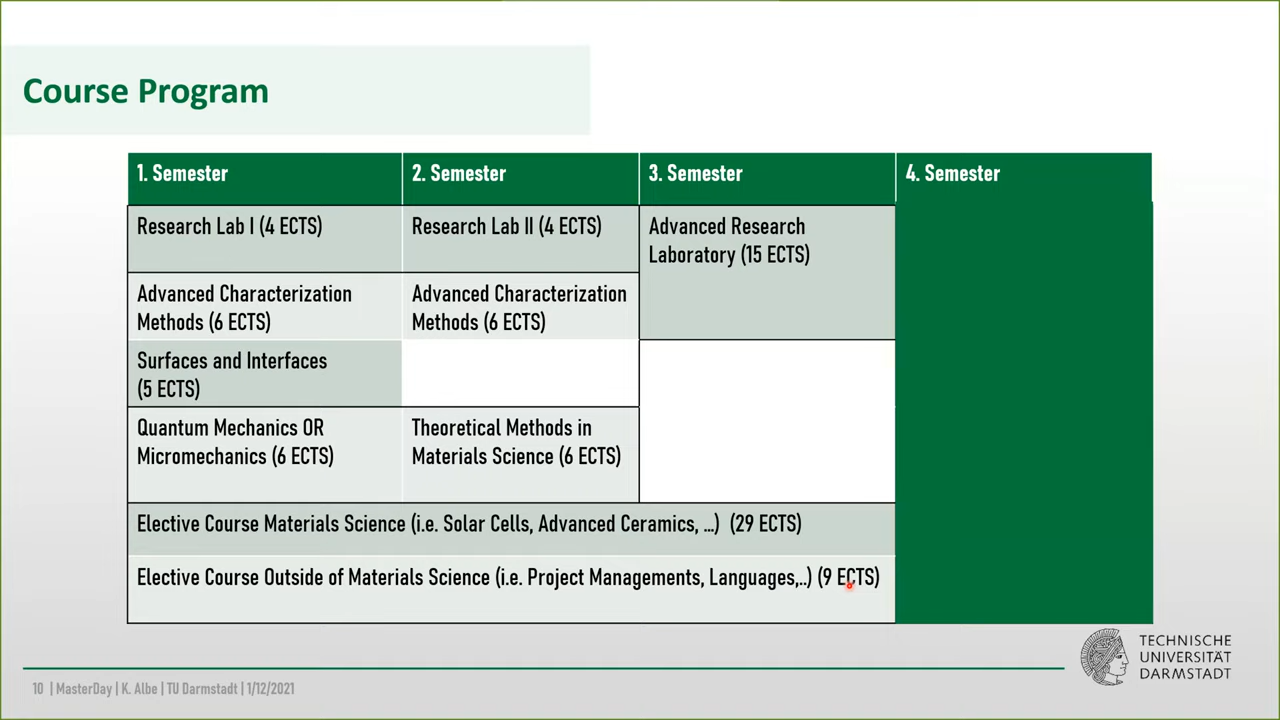 Course Program
1. Semester
2. Semester
3. Semester
4. Semester
Research Lab I (4 ECTS)
Research Lab II (4 ECTS)
Advanced Research
Laboratory (15 ECTS)
Advanced Characterization
Methods (6 ECTS)
Advanced Characterization
Methods (6 ECTS)
Surfaces and Interfaces
(5 ECTS)
Quantum Mechanics OR
Micromechanics (6 ECTS)
Theoretical Methods in
Materials Science (6 ECTS)
Elective Course Materials Science (i.e. Solar Cells, Advanced Ceramics, ...) (29 ECTS)
Elective Course Outside of Materials Science (i.e. Project Managements, Languages,..) (9 ECTS)
10 | MasterDay | K. Albe | TU Darmstadt | 1/12/2021
TECHNISCHE
UNIVERSITÄT
DARMSTADT